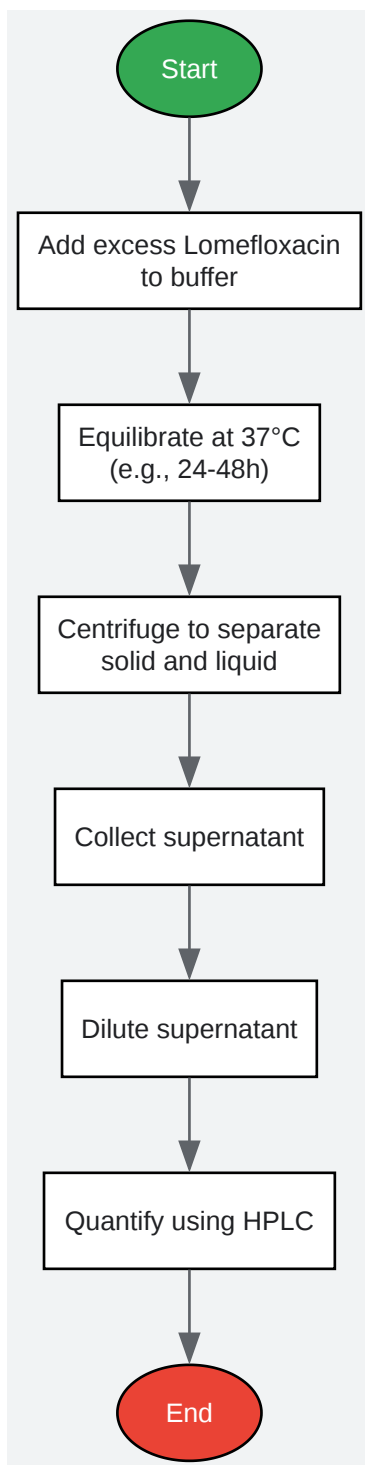 Start
Add excess Lomefloxacin
to buffer
Equilibrate at 37°C
(e.g., 24-48h)
Centrifuge to separate
solid and liquid
Collect supernatant
Dilute supernatant
Quantify using HPLC
End